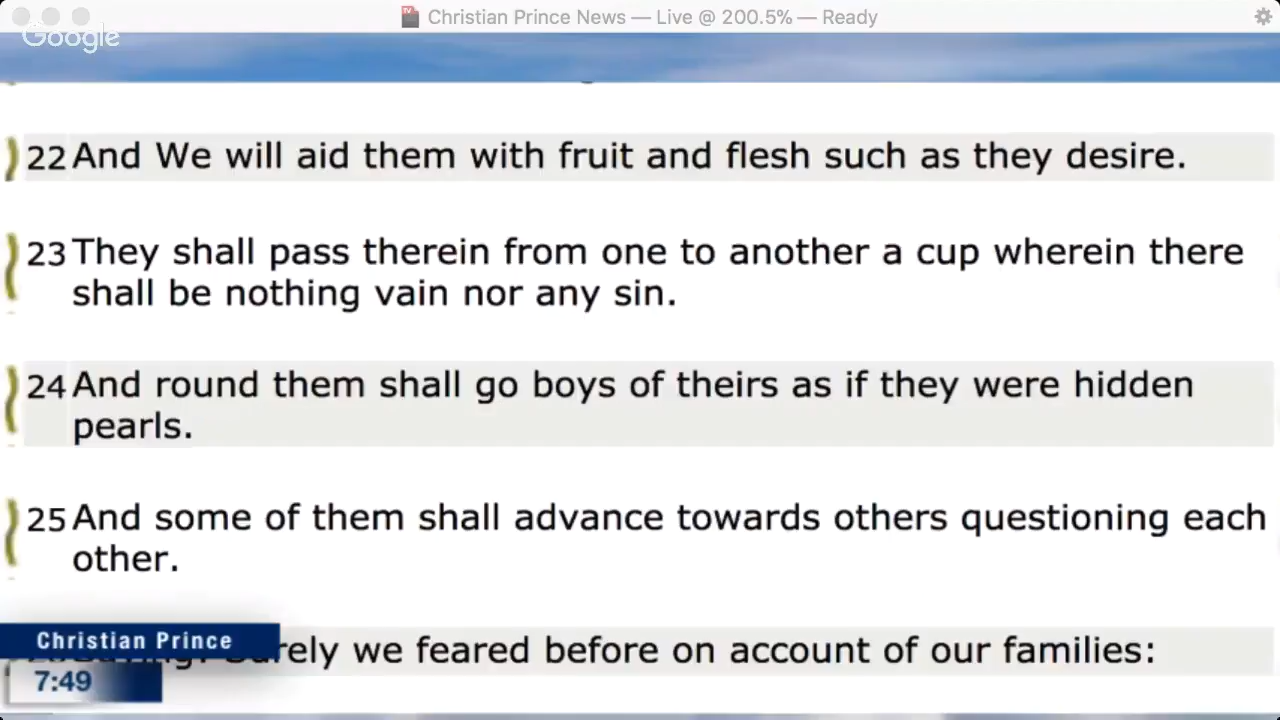 Christian Prince News — Live @ 200.5% — Ready
Google
22 And We will aid them with fruit and flesh such as they desire.
23 They shall pass therein from one to another a cup wherein there
shall be nothing vain nor any sin.
24 And round them shall go boys of theirs as if they were hidden
pearls.
25 And some of them shall advance towards others questioning each
other.
we feared before on account of our families:
Christian Prince
7:49